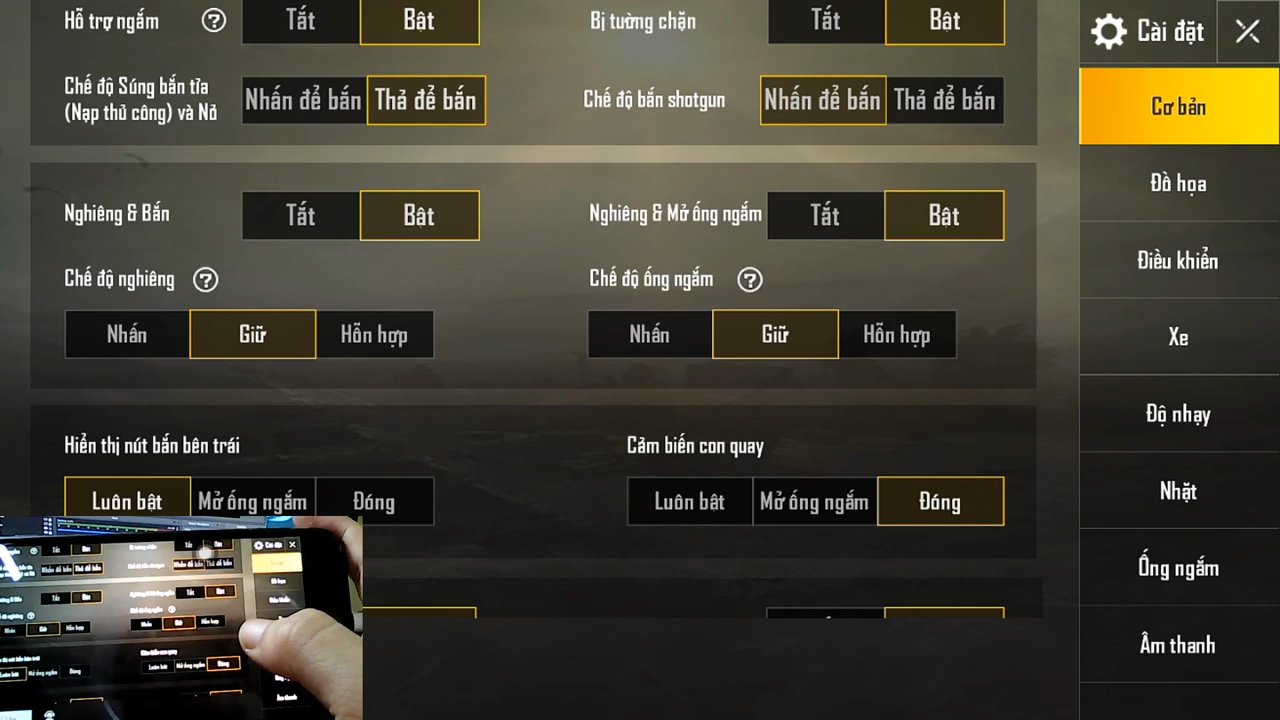 Hỗ trợ ngắm ? Tắt Bật Bị tường chặn Tắt Bật
Chế độ Súng bắn tỉa
(Nạp thủ công) và Nỏ
Nhấn để bắn Thả để bắn Chế độ bắn shotgun Nhấn để bắn Thả để bắn
Nghiêng & Bắn Tắt Bật Nghiêng & Mở ống ngắm Tắt Bật
Chế độ nghiêng ? Chế độ ống ngắm ?
Nhấn Giữ Hỗn hợp Nhấn Giữ Hỗn hợp
Hiển thị nút bắn bên trái Cảm biến con quay
Luôn bật Mở ống ngắm Đóng Luôn bật Mở ống ngắm Đóng
Cài đặt
Cơ bản
Đồ họa
Điều khiển
Xe
Độ nhạy
Nhặt
Ống ngắm
Âm thanh